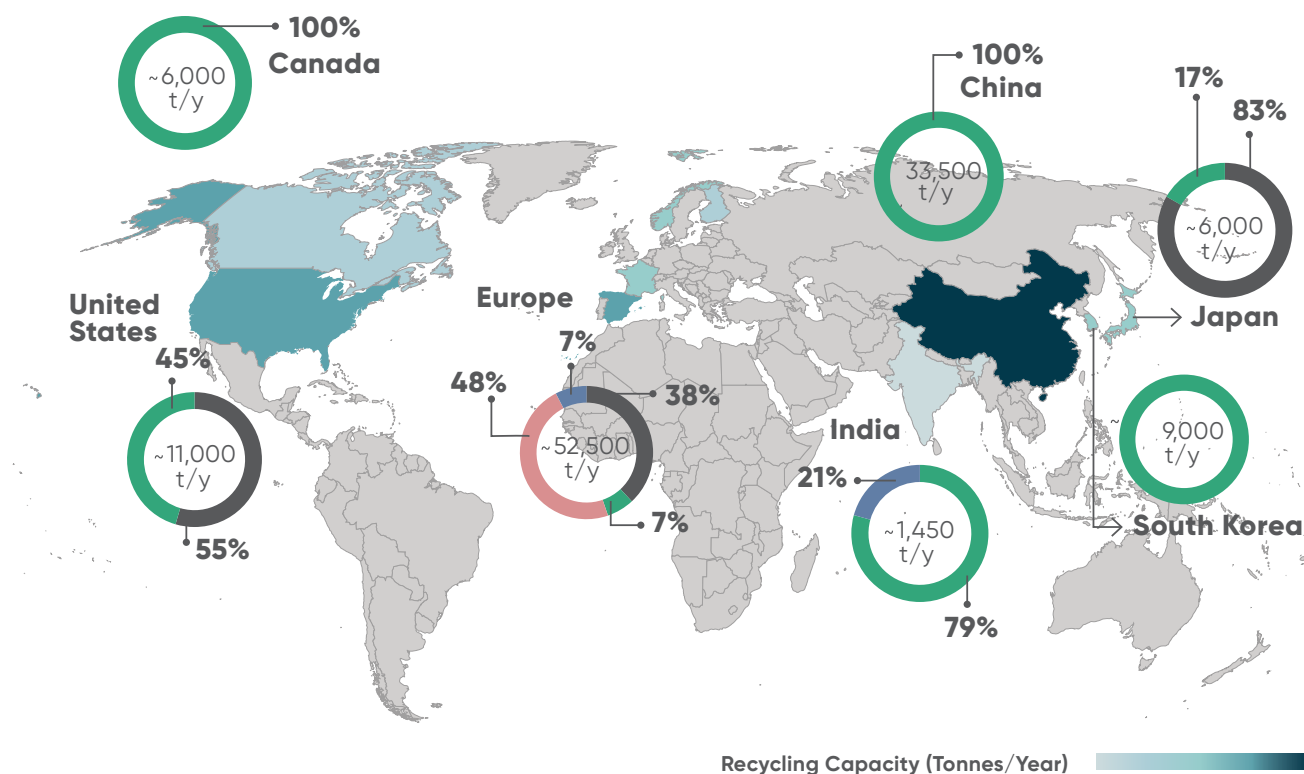 100%
Canada
~6,000
t/y
100%
China
33,500
t/y
17%
83%
~6,000
t/y
Japan
United
States
45%
~11,000
t/y
55%
Europe
7%
48%
38%
~52,500
t/y
7%
India
21%
~1,450
t/y
79%
~
9,000
t/y
South Korea
Recycling Capacity (Tonnes/Year)